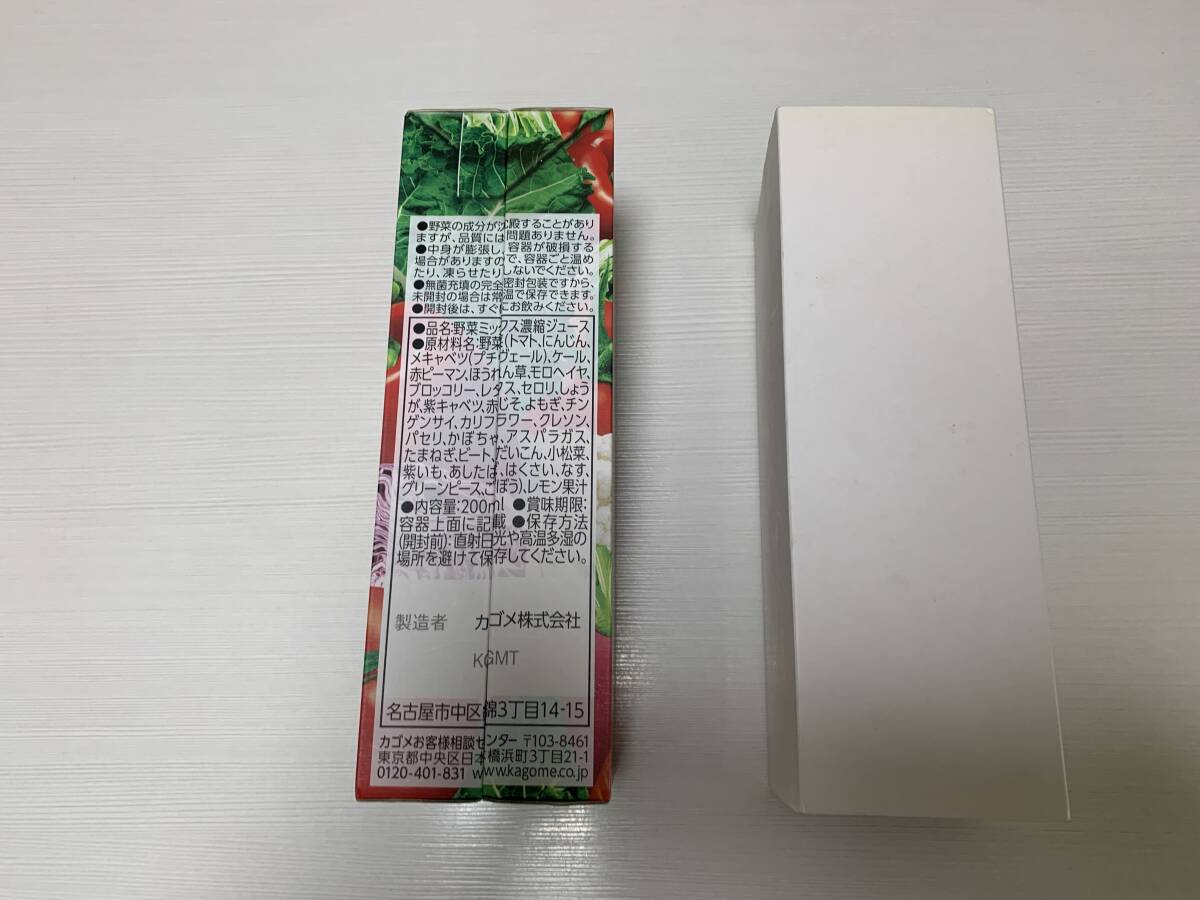 ●野菜の成分が沈殿することがあり
ますが、品質には問題ありません。
●中身が膨張し、容器が破損する
場合がありますので、容器ごと温め
たり、凍らせたりしないでください。
●無菌充填の完全密封包装ですから、
未開封の場合は常温で保存できます。
●開封後は、すぐにお飲みください。
●品名:野菜ミックス濃縮ジュース
●原材料名:野菜(トマト、にんじん、
メキャベツ(プチヴェール)、ケール、
赤ピーマン、ほうれん草、モロヘイヤ、
ブロッコリー、レタス、セロリ、しょう
が、紫キャベツ、赤じそ、よもぎ、チン
ゲンサイ、カリフラワー、クレソン、
パセリ、かぼちゃ、アスパラガス、
たまねぎ、ビート、だいこん、小松菜、
紫いも、あしたば、はくさい、なす、
グリーンピース、ごぼう)、レモン果汁
●内容量:200ml ●賞味期限:
容器上面に記載 ●保存方法
(開封前):直射日光や高温多湿の
場所を避けて保存してください。
製造者 カゴメ株式会社
KGMT
名古屋市中区錦3丁目14-15
カゴメお客様相談センター 〒103-8461
東京都中央区日本橋浜町3丁目21-1
0120-401-831 www.kagome.co.jp